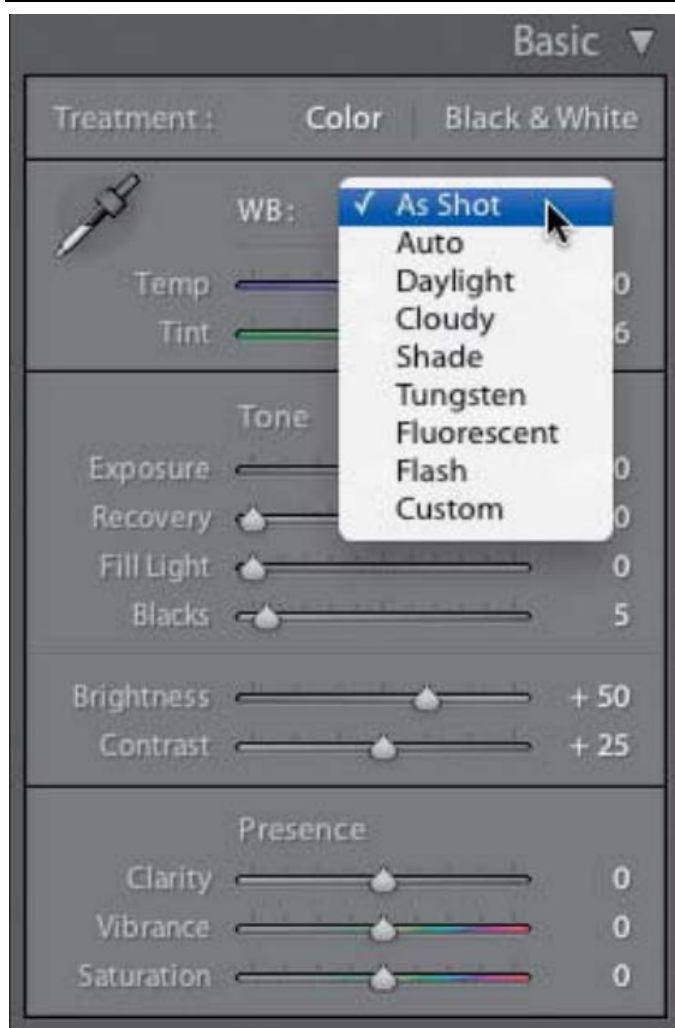 Basic
Treatment : Color Black & White
WB : ✓ As Shot
Auto
Temp Daylight 0
Cloudy
Tint 6
Shade
Tungsten
Tone
Fluorescent
Exposure Flash 0
Recovery Custom 0
Fill Light 0
Blacks 5
Brightness + 50
Contrast + 25
Presence
Clarity 0
Vibrance 0
Saturation 0